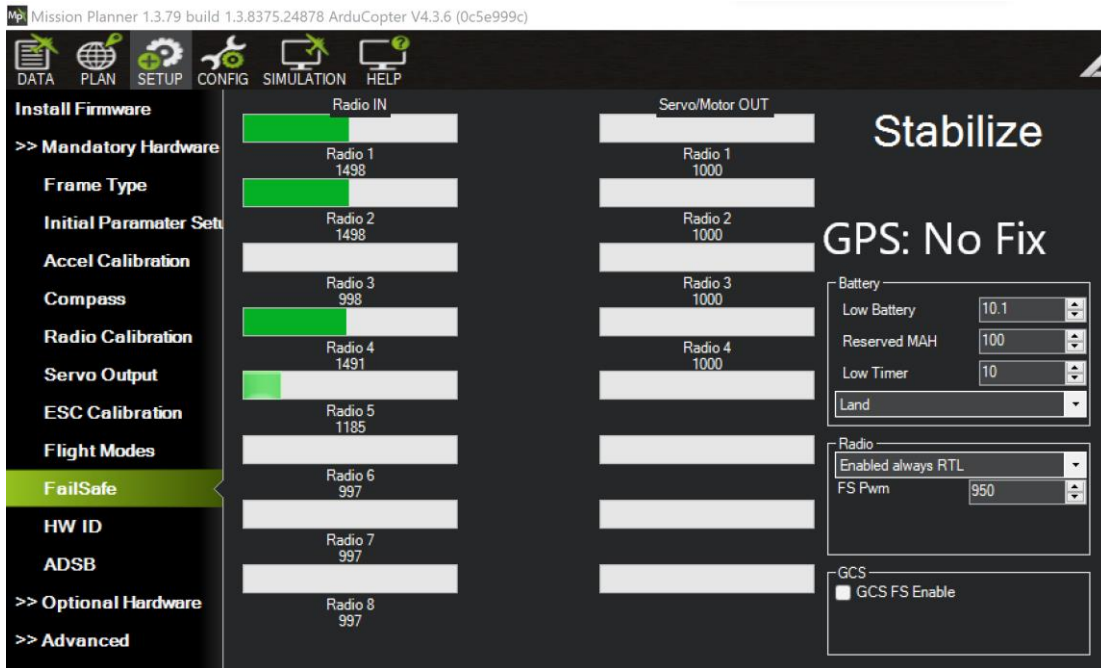 Mission Planner 1.3.79 build 1.3.8375.24878 ArduCopter V4.3.6 (0c5e999c)
DATA PLAN SETUP CONFIG SIMULATION HELP
Install Firmware
>> Mandatory Hardware
Frame Type
Initial Paramater Setu
Accel Calibration
Compass
Radio Calibration
Servo Output
ESC Calibration
Flight Modes
FailSafe
HW ID
ADSB
>> Optional Hardware
>> Advanced
Radio IN
Radio 1
1498
Radio 2
1498
Radio 3
998
Radio 4
1491
Radio 5
1185
Radio 6
997
Radio 7
997
Radio 8
997
Servo/Motor OUT
Radio 1
1000
Radio 2
1000
Radio 3
1000
Radio 4
1000
Stabilize
GPS: No Fix
Battery
Low Battery 10.1
Reserved MAH 100
Low Timer 10
Land
Radio
Enabled always RTL
FS Pwm 950
GCS
GCS FS Enable